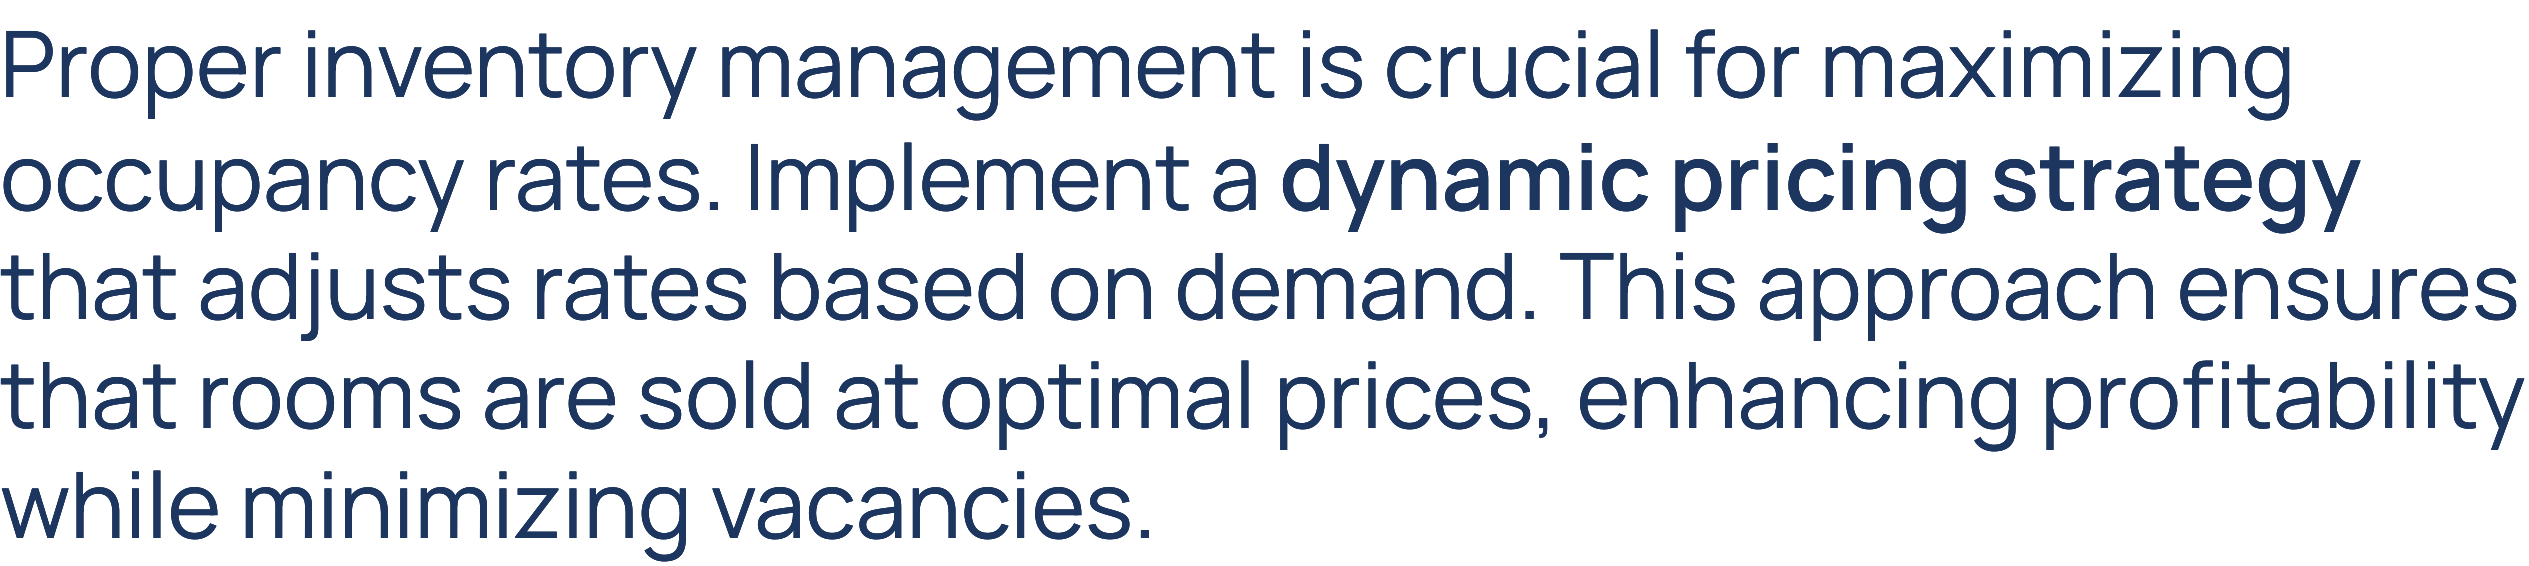 Proper inventory management is crucial for maximizing
occupancy rates. Implement a dynamic pricing strategy
that adjusts rates based on demand. This approach ensures
that rooms are sold at optimal prices, enhancing profitability
while minimizing vacancies.